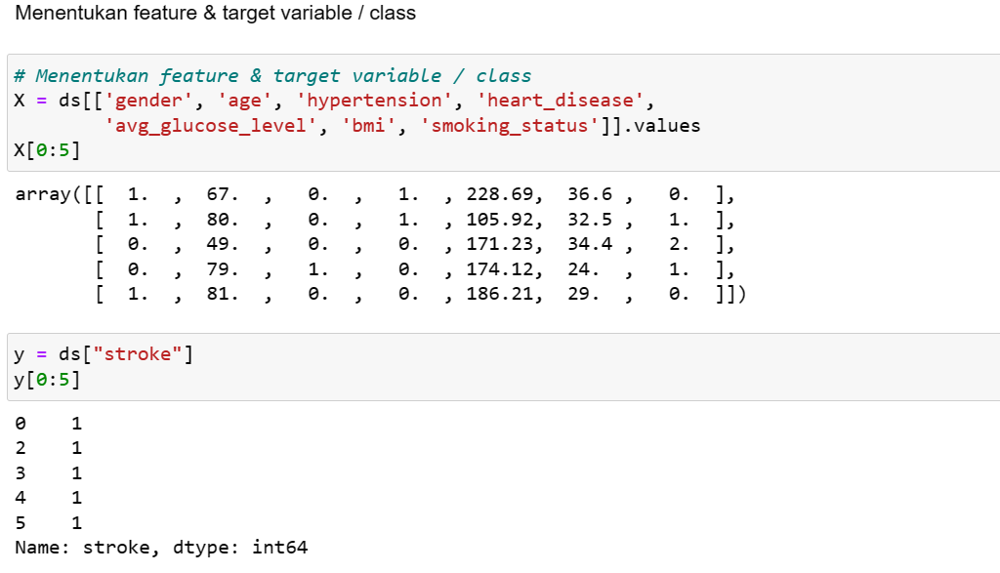 Menentukan feature & target variable / class
# Menentukan feature & target variable / class
X = ds[['gender', 'age', 'hypertension', 'heart_disease',
        'avg_glucose_level', 'bmi', 'smoking_status']].values
X[0:5]
array([[  1.  ,  67.  ,   0.  ,   1.  , 228.69,  36.6 ,   0.  ],
       [  1.  ,  80.  ,   0.  ,   1.  , 105.92,  32.5 ,   1.  ],
       [  0.  ,  49.  ,   0.  ,   0.  , 171.23,  34.4 ,   2.  ],
       [  0.  ,  79.  ,   1.  ,   0.  , 174.12,  24.  ,   1.  ],
       [  1.  ,  81.  ,   0.  ,   0.  , 186.21,  29.  ,   0.  ]])
y = ds["stroke"]
y[0:5]
0    1
2    1
3    1
4    1
5    1
Name: stroke, dtype: int64